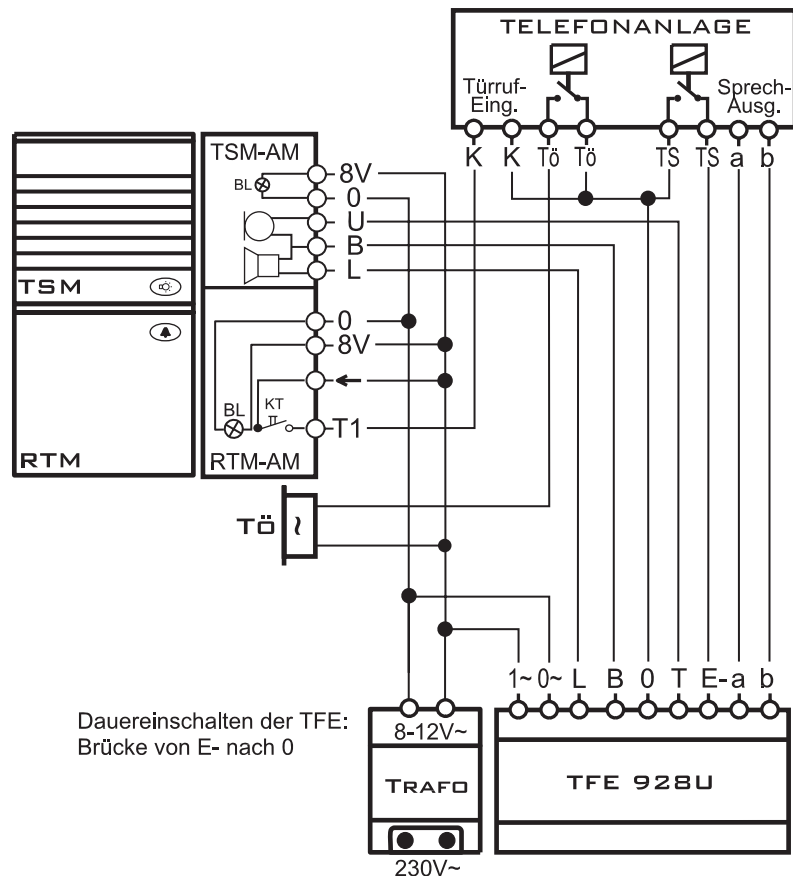 TELEFONANLAGE
Türruf-
Eing.
Sprech-
Ausg.
K K Tö Tö TS TS a b
TSM-AM
BL
8V
0
U
B
L
TSM
0
8V
BL
KT
T1
RTM-AM
RTM
TÖ
~
1~ 0~ L B 0 T E- a b
Dauereinschalten der TFE:
Brücke von E- nach 0
8-12V~
TRAFO
230V~
TFE 928U